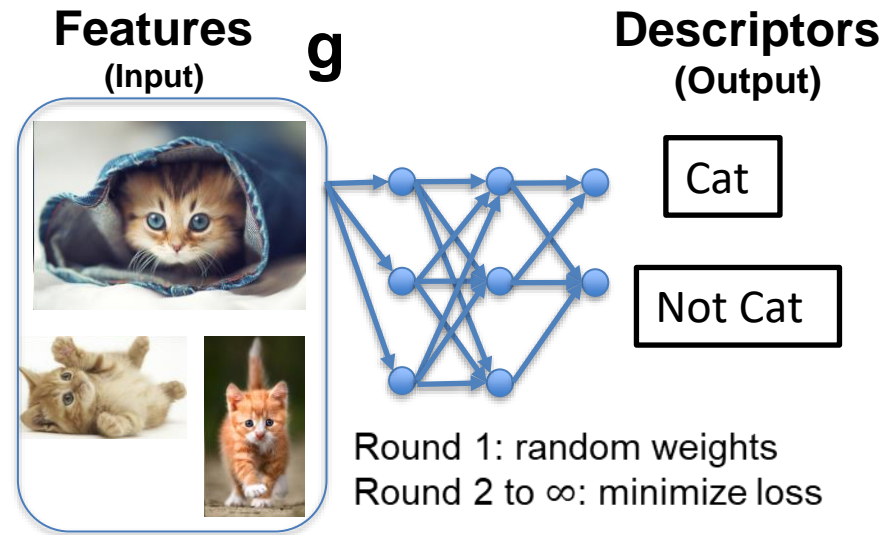 Features
(Input)
g
Descriptors
(Output)
Cat
Not Cat
Round 1: random weights
Round 2 to ∞: minimize loss